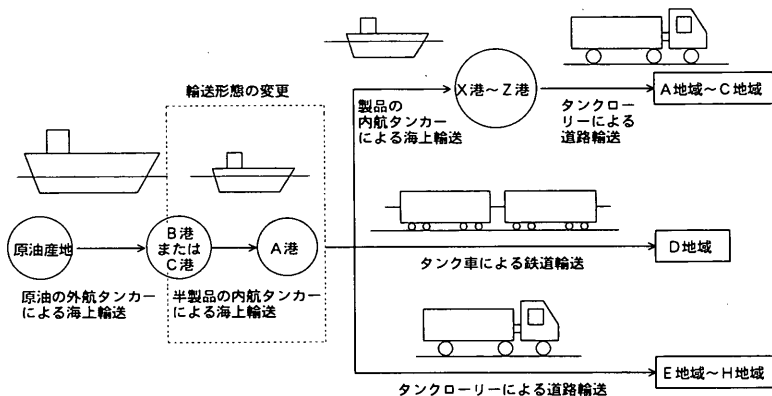 輸送形態の変更
原油産地
B港
または
C港
A港
原油の外航タンカー
による海上輸送
半製品の内航タンカー
による海上輸送
製品の
内航タンカー
による海上輸送
X港～Z港
タンクロー
リーによる
道路輸送
A地域～C地域
タンク車による鉄道輸送
D地域
タンクローリーによる道路輸送
E地域～H地域